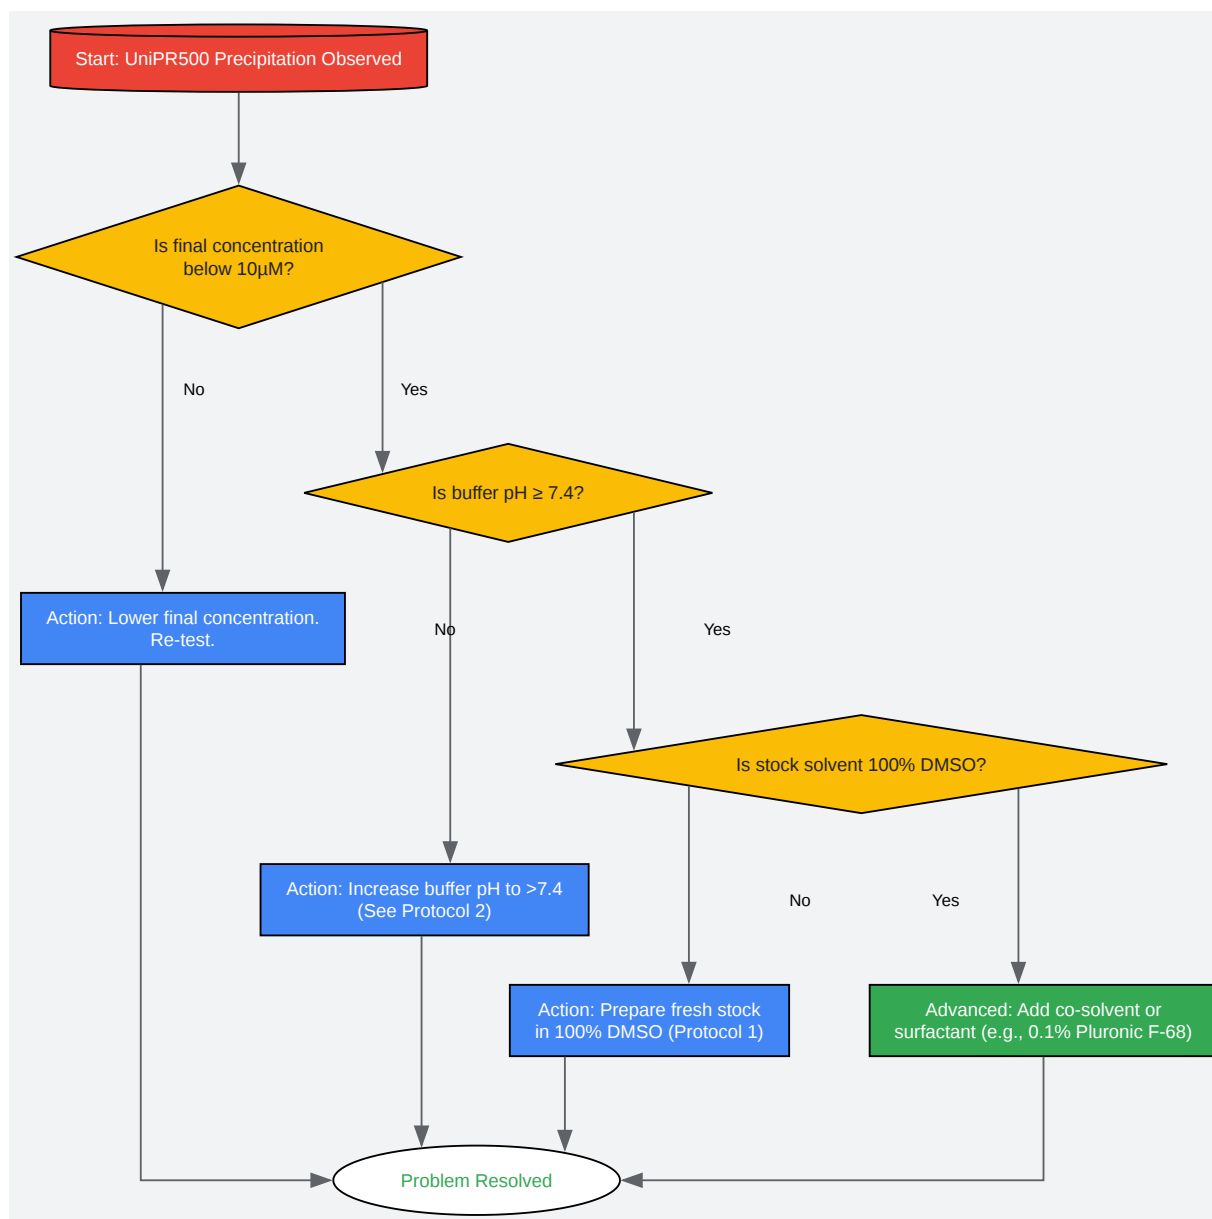 Start: UniPR500 Precipitation Observed
Is final concentration
below 10µM?
No
Yes
Is buffer pH ≥ 7.4?
Action: Lower final concentration.
Re-test.
No
Yes
Is stock solvent 100% DMSO?
Action: Increase buffer pH to >7.4
(See Protocol 2)
No
Yes
Action: Prepare fresh stock
in 100% DMSO (Protocol 1)
Advanced: Add co-solvent or
surfactant (e.g., 0.1% Pluronic F-68)
Problem Resolved